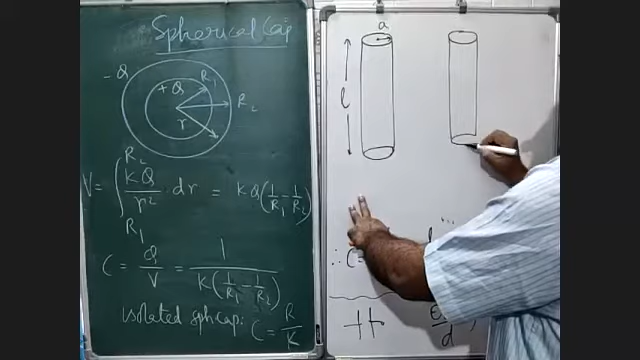 Spherical Cap
- Q
+ Q
R₁
R₂
r
V = ∫_{R₁}^{R₂} KQ/r² · dr = KQ(1/R₁ - 1/R₂)
C = Q/V = 1/K(1/R₁ - 1/R₂)
isolated sph cap: C = R/K
a
l
∴ C =
d